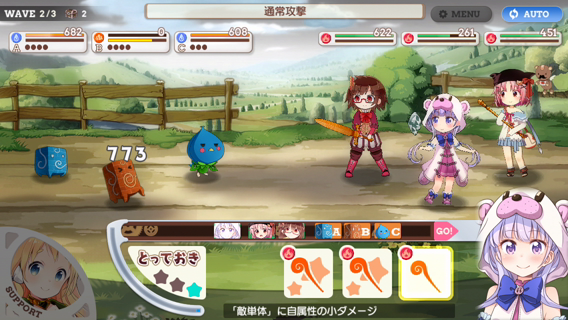 WAVE 2/3 2
通常攻撃
MENU
AUTO
A 682
B 0
C 608
622
261
451
773
A B C GO!
とっておき
SUPPORT
「敵単体」に自属性の小ダメージ